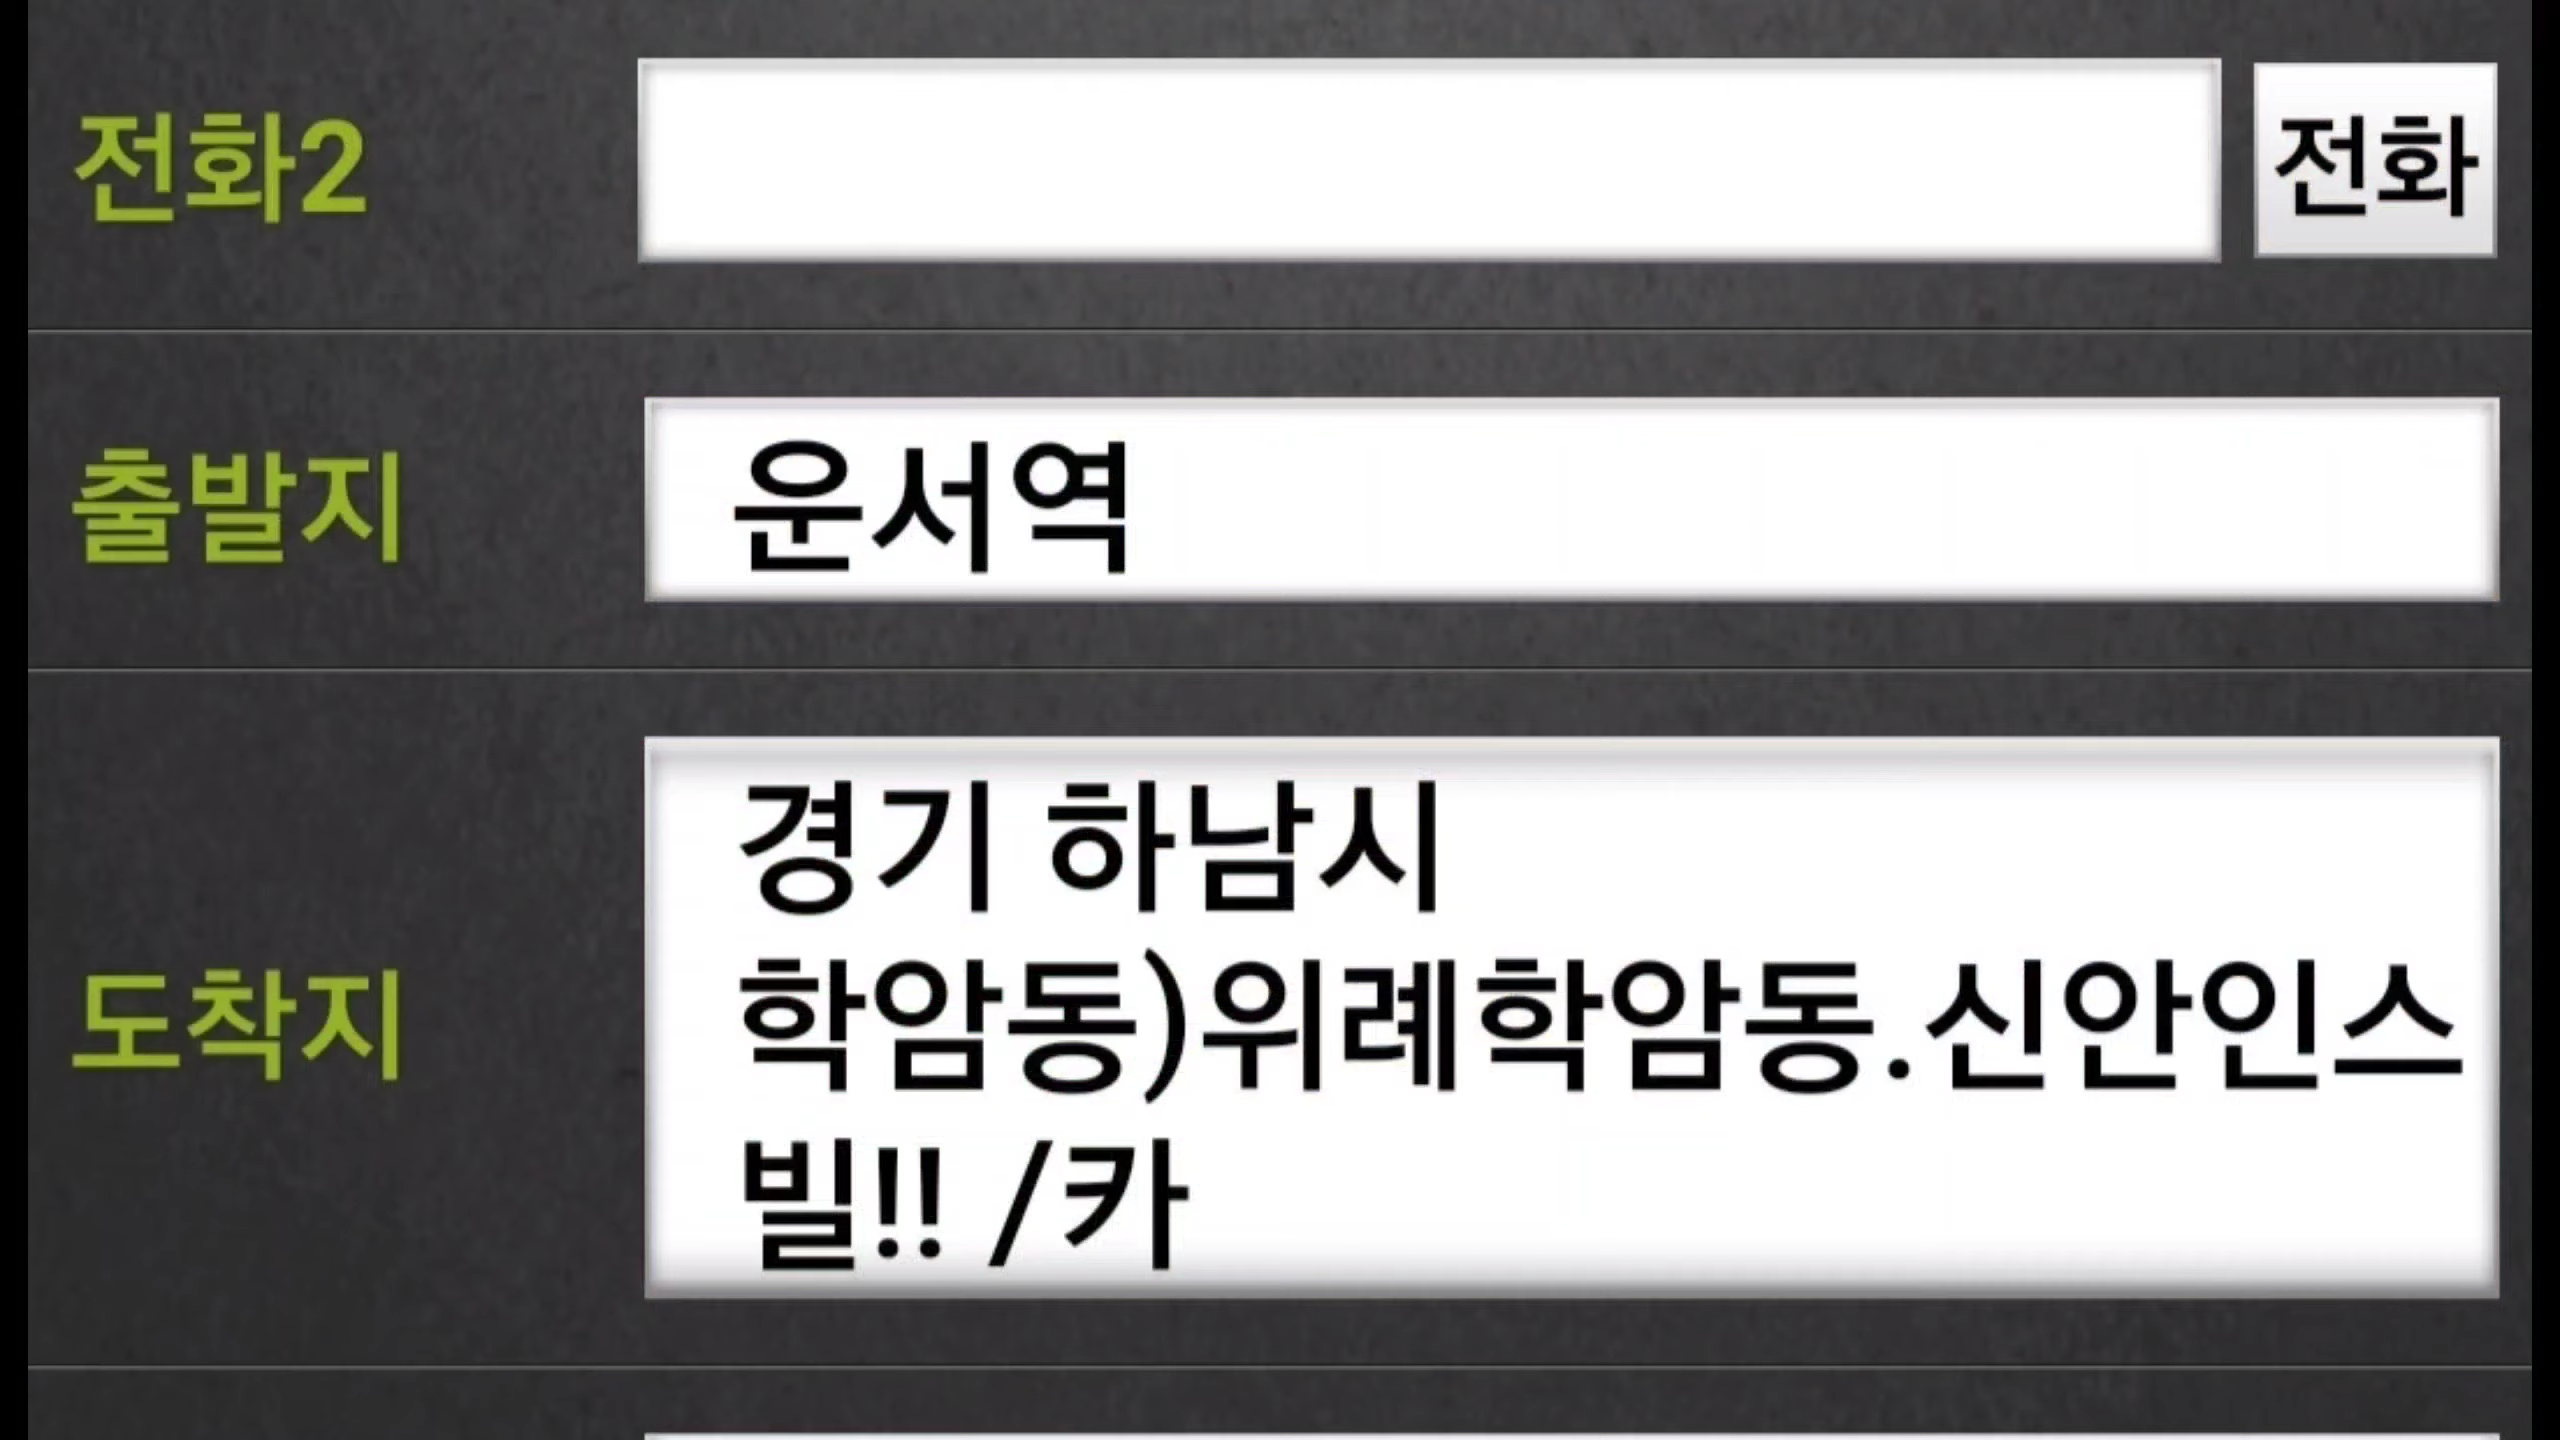 전화2 전화
출발지 운서역
경기 하남시
도착지 학암동)위례학암동.신안인스
빌!! /카